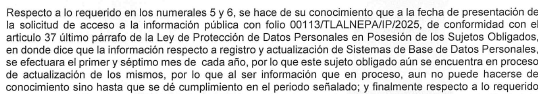 Respecto a lo requerido en los numerales 5 y 6, se hace de su conocimiento que a la fecha de presentación de
la solicitud de acceso a la información pública con folio 00113/TLALNEPA/IP/2025, de conformidad con el
articulo 37 último párrafo de la Ley de Protección de Datos Personales en Posesión de los Sujetos Obligados,
en donde dice que la información respecto a registro y actualización de Sistemas de Base de Datos Personales,
se efectuara el primer y séptimo mes de cada año, por lo que este sujeto obligado aún se encuentra en proceso
de actualización de los mismos, por lo que al ser información que en proceso, aun no puede hacerse de
conocimiento sino hasta que se dé cumplimiento en el periodo señalado; y finalmente respecto a lo requerido